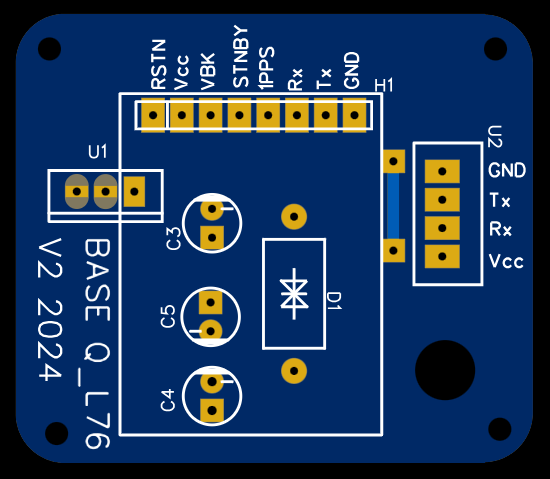 RSTN
Vcc
VBK
STNBY
1PPS
Rx
Tx
GND
H1
U1
U2
GND
Tx
Rx
Vcc
C3
C5
D1
C4
BASE Q_L76
V2 2024